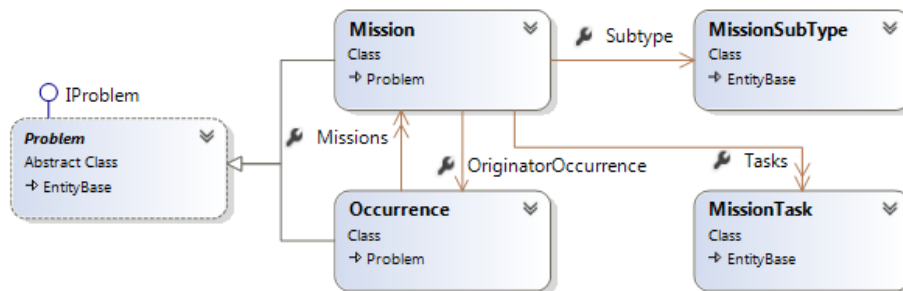 Mission
Class
Problem
Subtype
MissionSubType
Class
EntityBase
IProblem
Problem
Abstract Class
EntityBase
Missions
OriginatorOccurrence
Tasks
Occurrence
Class
Problem
MissionTask
Class
EntityBase